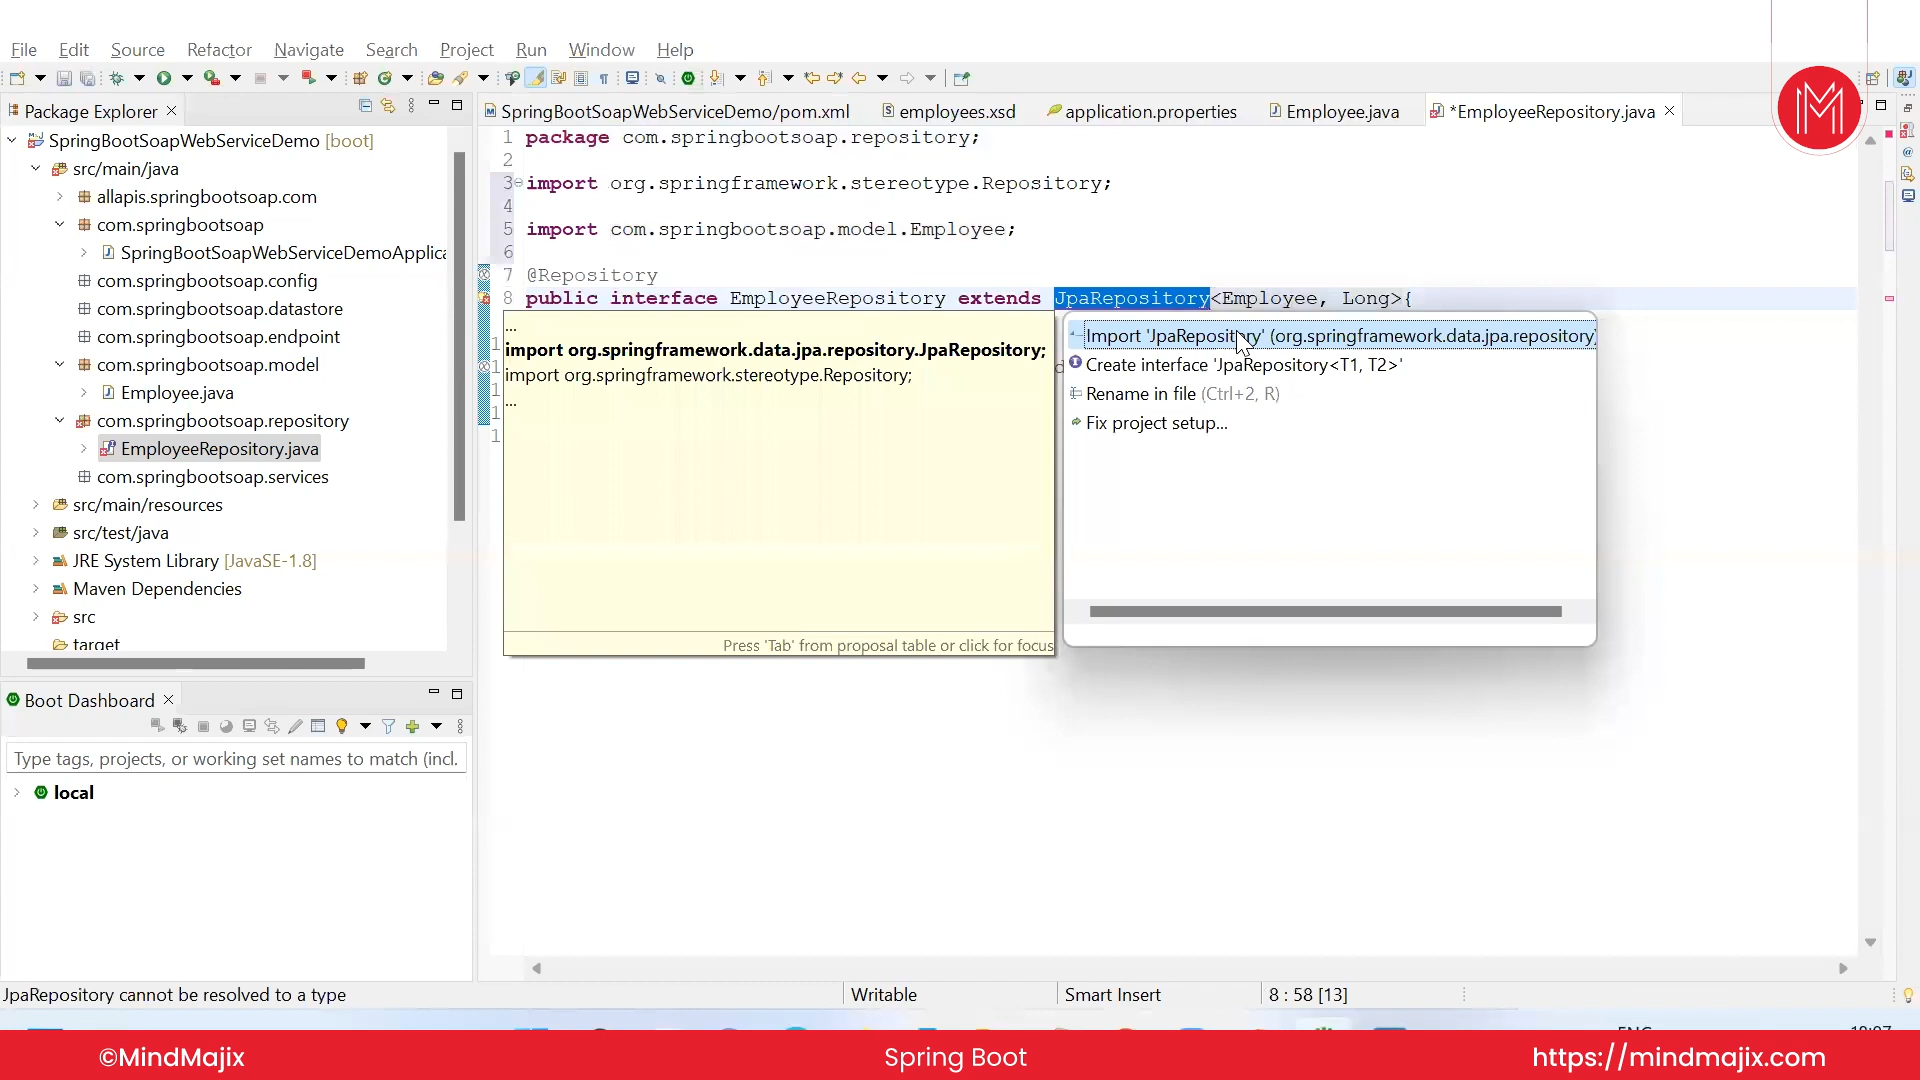 File Edit Source Refactor Navigate Search Project Run Window Help
Package Explorer
SpringBootSoapWebServiceDemo/pom.xml employees.xsd application.properties Employee.java *EmployeeRepository.java
SpringBootSoapWebServiceDemo [boot]
src/main/java
allapis.springbootsoap.com
com.springbootsoap
SpringBootSoapWebServiceDemoApplica
com.springbootsoap.config
com.springbootsoap.datastore
com.springbootsoap.endpoint
com.springbootsoap.model
Employee.java
com.springbootsoap.repository
EmployeeRepository.java
com.springbootsoap.services
src/main/resources
src/test/java
JRE System Library [JavaSE-1.8]
Maven Dependencies
src
target
1 package com.springbootsoap.repository;
2
3 import org.springframework.stereotype.Repository;
4
5 import com.springbootsoap.model.Employee;
6
7 @Repository
8 public interface EmployeeRepository extends JpaRepository<Employee, Long>{
...
import org.springframework.data.jpa.repository.JpaRepository;
import org.springframework.stereotype.Repository;
...
Press 'Tab' from proposal table or click for focus
Import 'JpaRepository' (org.springframework.data.jpa.repository)
Create interface 'JpaRepository<T1, T2>'
Rename in file (Ctrl+2, R)
Fix project setup...
Boot Dashboard
Type tags, projects, or working set names to match (incl.
local
JpaRepository cannot be resolved to a type Writable Smart Insert 8 : 58 [13]
©MindMajix Spring Boot https://mindmajix.com